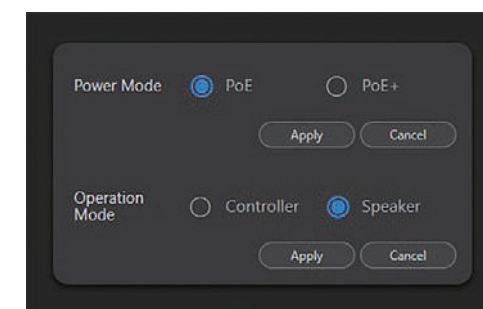 Power Mode PoE PoE+
Apply Cancel
Operation
Mode Controller Speaker
Apply Cancel